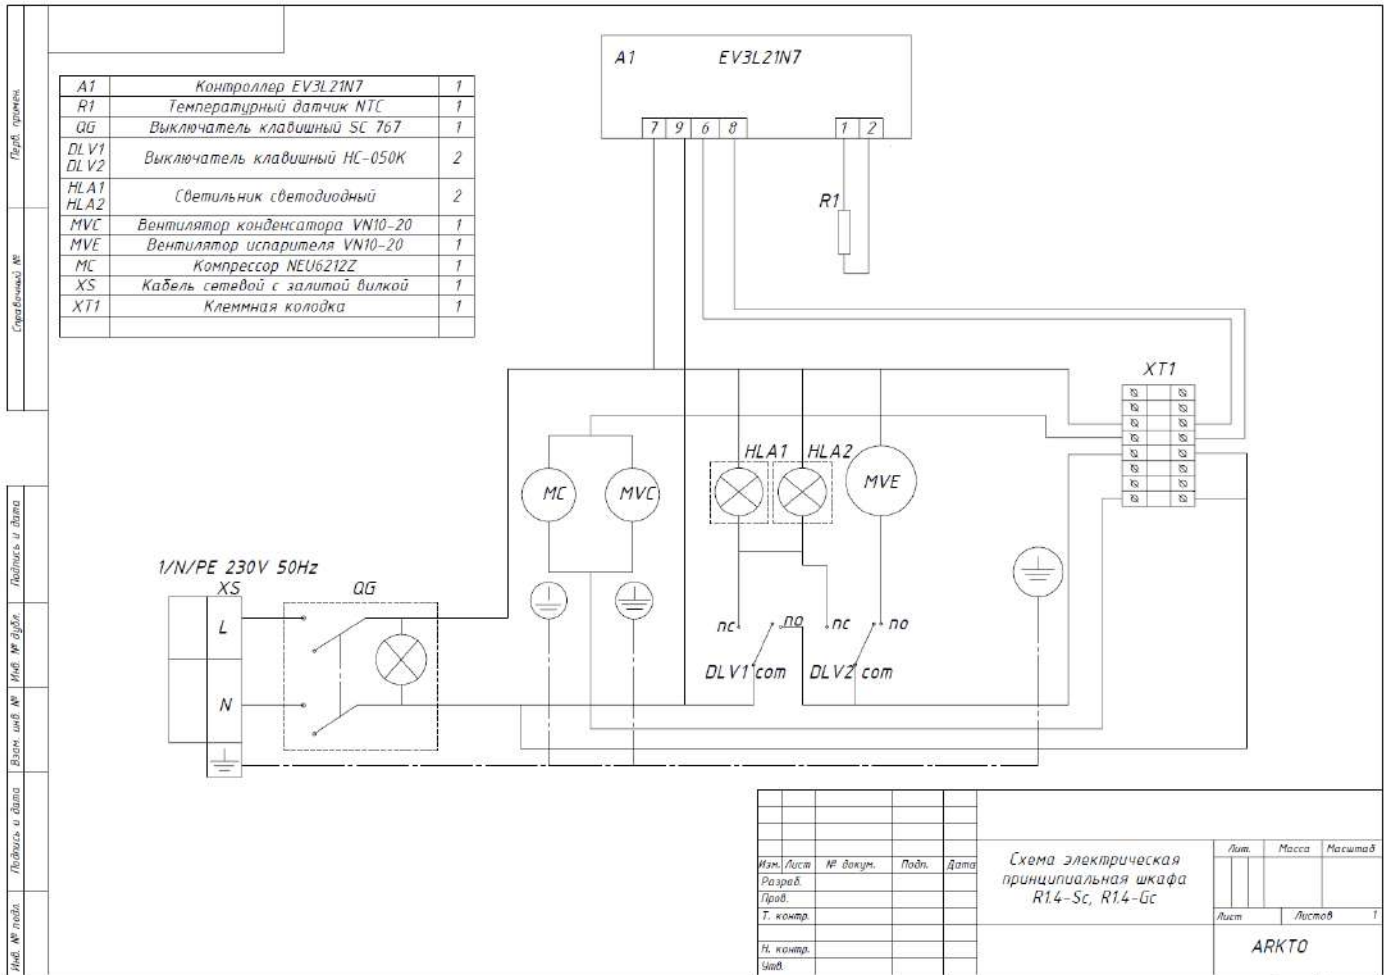 Перв. примен.
Справочный №
Подпись и дата
Инв. № дубл.
Взам. инв. №
Подпись и дата
Инв. № подл.
A1 Контроллер EV3L21N7 1
R1 Температурный датчик NTC 1
QG Выключатель клавишный SC 767 1
DLV1
DLV2 Выключатель клавишный HC-050K 2
HLA1
HLA2 Светильник светодиодный 2
MVC Вентилятор конденсатора VN10-20 1
MVE Вентилятор испарителя VN10-20 1
MC Компрессор NEU6212Z 1
XS Кабель сетевой с залитой вилкой 1
XT1 Клеммная колодка 1
A1 EV3L21N7
7 9 6 8 1 2
R1
XT1
HLA1 HLA2
MC MVC MVE
1/N/PE 230V 50Hz
XS QG
L
nc no nc no
DLV1 com DLV2 com
N
Изм. Лист № докум. Подп. Дата
Разраб.
Пров.
Т. контр.
Н. контр.
Утв.
Схема электрическая
принципиальная шкафа
R1.4-Sc, R1.4-Gc
Лит. Масса Масштаб
Лист Листов 1
ARKTO